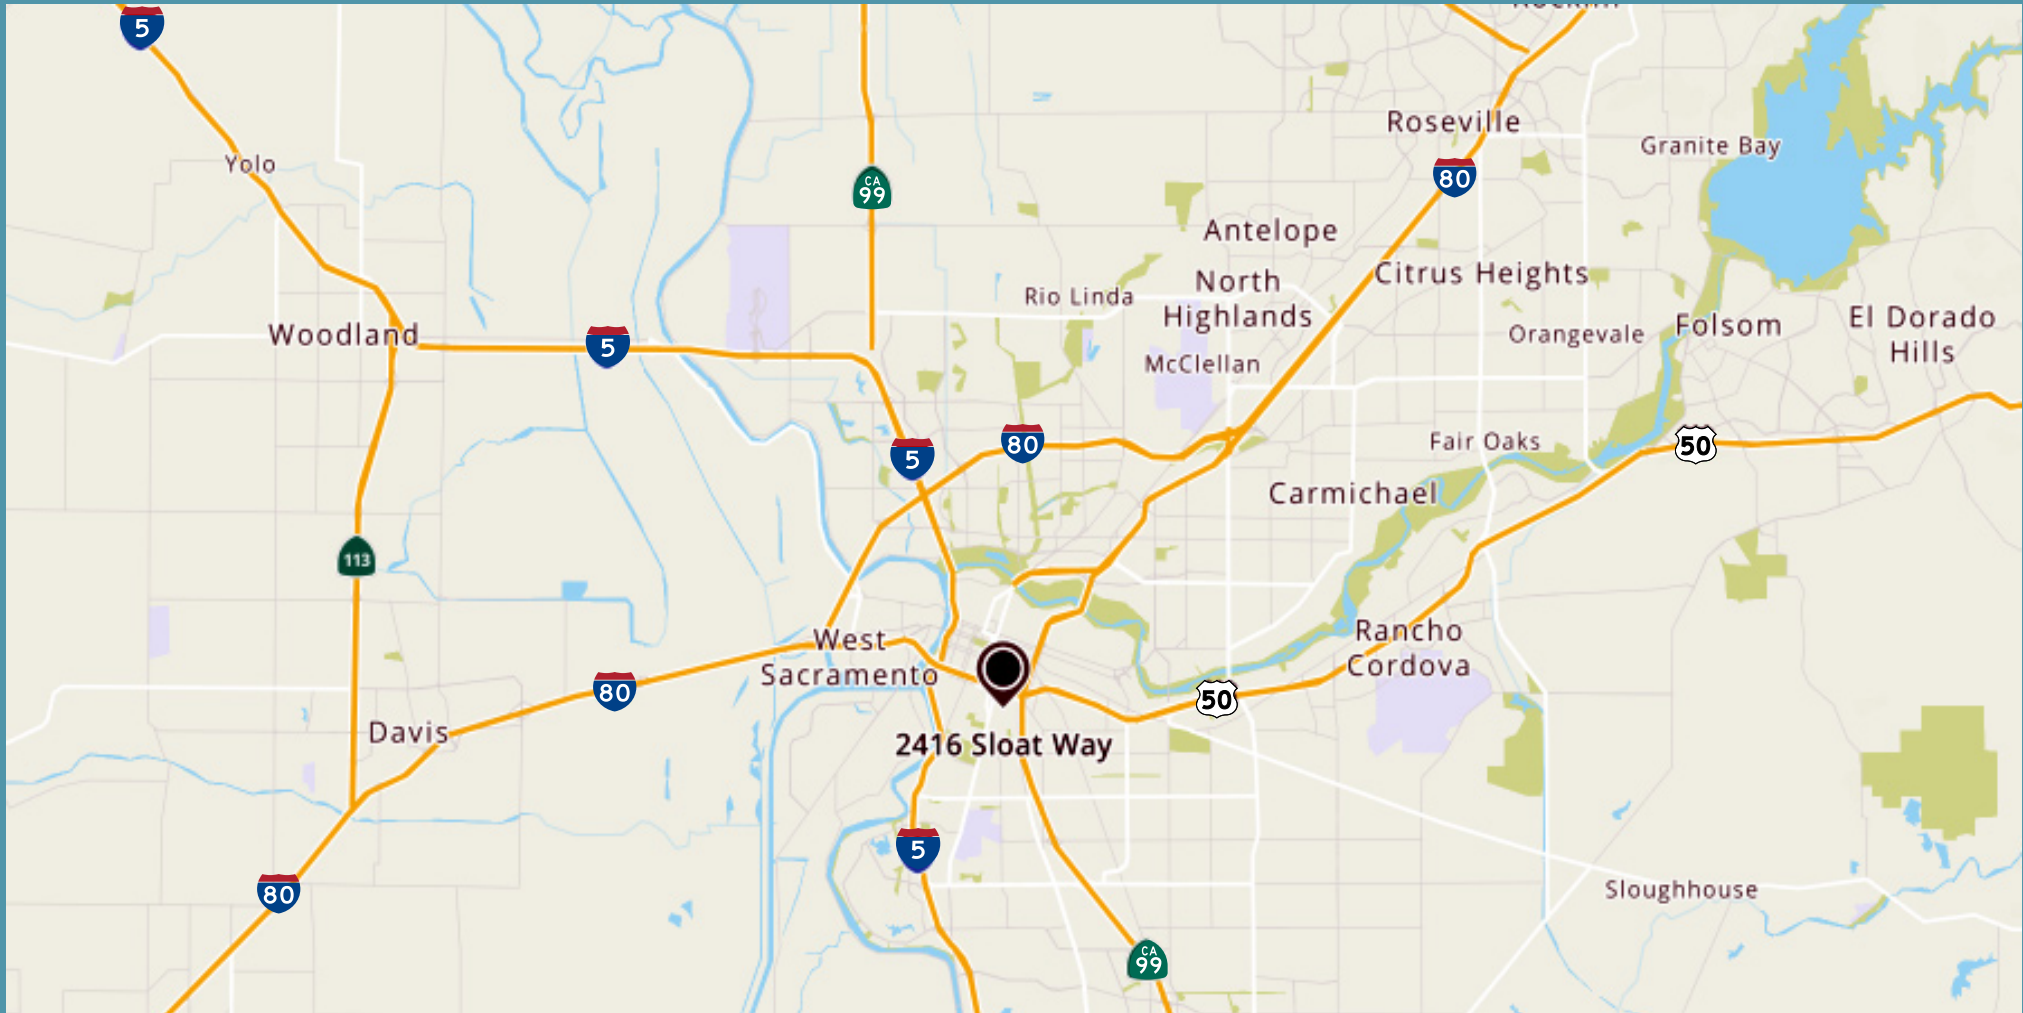 5
Yolo
Roseville
Granite Bay
80
CA
99
Antelope
Citrus Heights
North
Highlands
Rio Linda
Woodland
5
McClellan
Orangevale
Folsom
El Dorado
Hills
5
80
Fair Oaks
50
Carmichael
113
West
Sacramento
Rancho
Cordova
80
50
Davis
2416 Sloat Way
5
80
Sloughhouse
CA
99